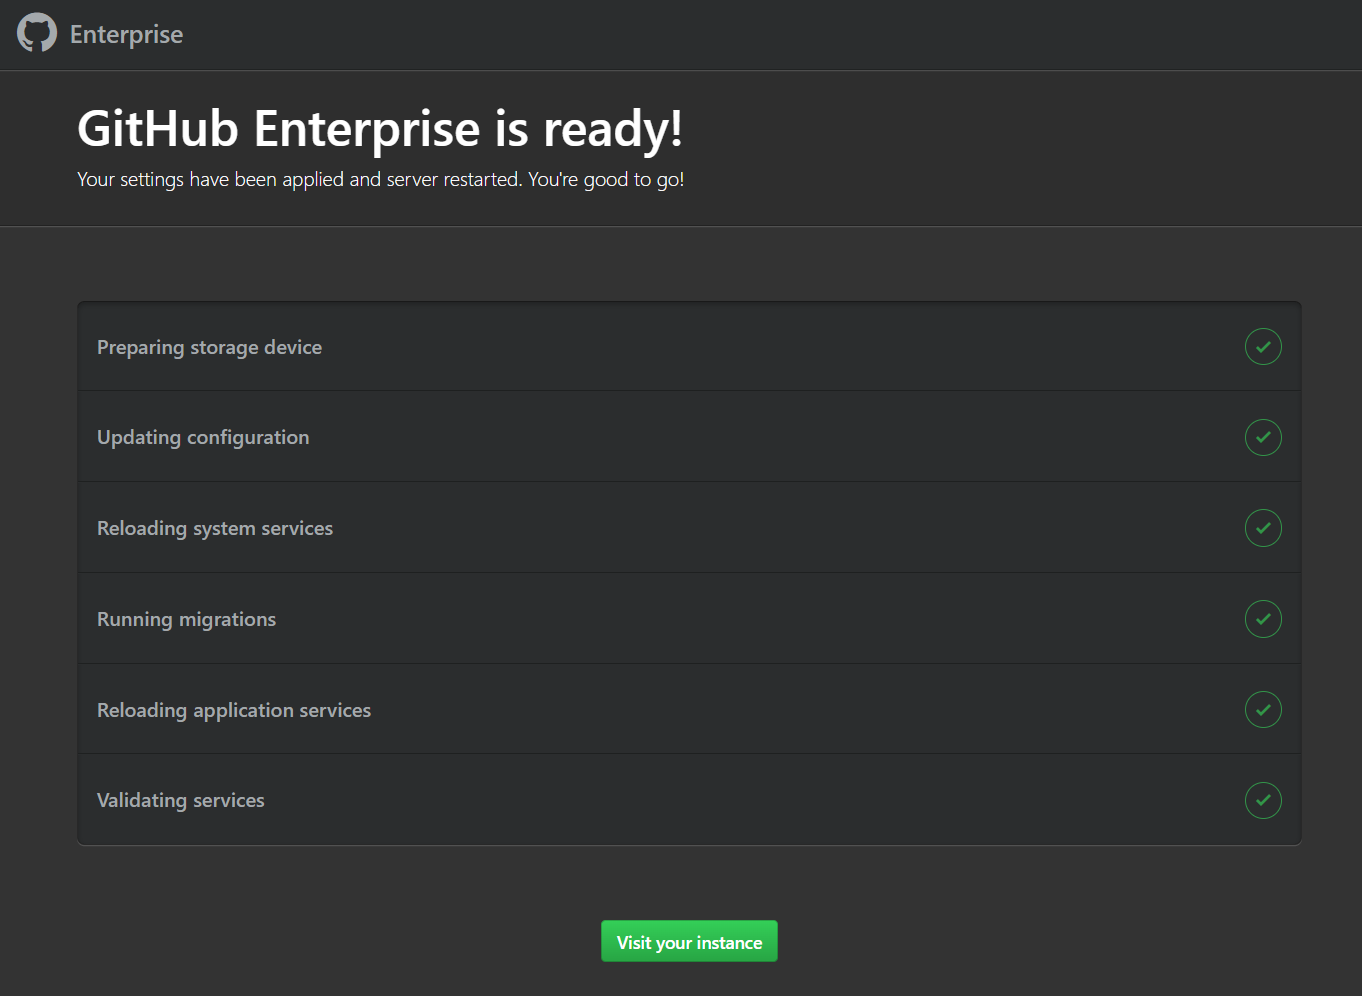 Enterprise
GitHub Enterprise is ready!
Your settings have been applied and server restarted. You're good to go!
Preparing storage device
Updating configuration
Reloading system services
Running migrations
Reloading application services
Validating services
Visit your instance